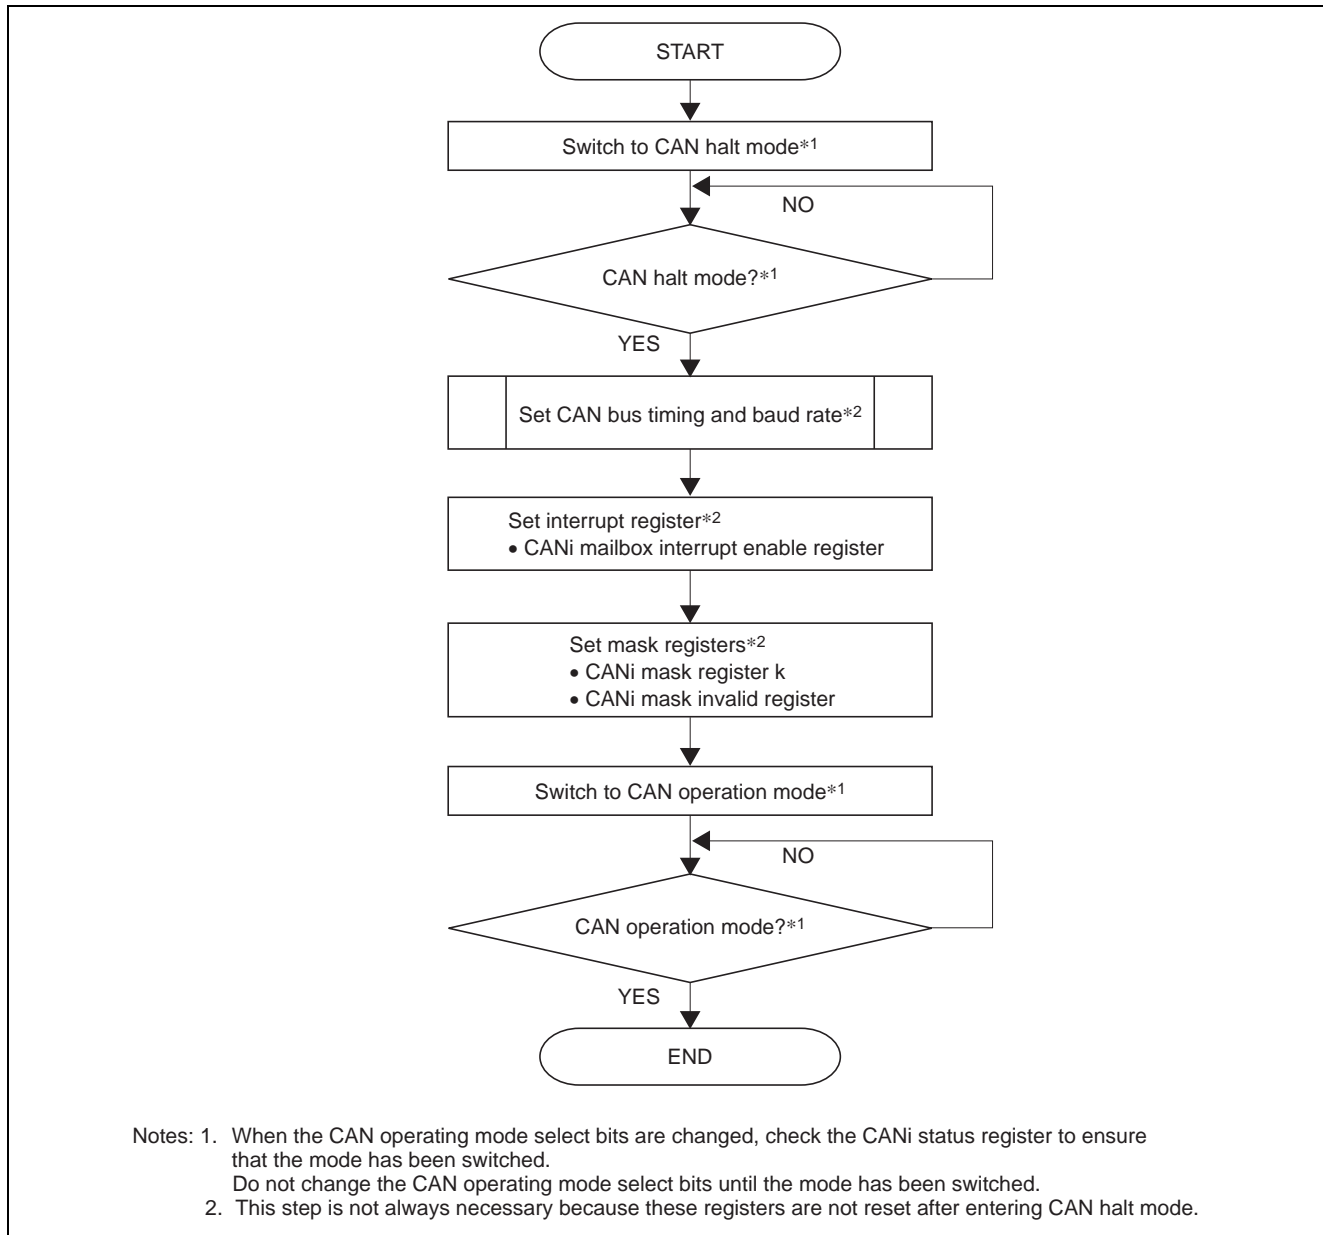 START
Switch to CAN halt mode*1
NO
CAN halt mode?*1
YES
Set CAN bus timing and baud rate*2
Set interrupt register*2
• CANi mailbox interrupt enable register
Set mask registers*2
• CANi mask register k
• CANi mask invalid register
Switch to CAN operation mode*1
NO
CAN operation mode?*1
YES
END
Notes: 1. When the CAN operating mode select bits are changed, check the CANi status register to ensure
that the mode has been switched.
Do not change the CAN operating mode select bits until the mode has been switched.
2. This step is not always necessary because these registers are not reset after entering CAN halt mode.